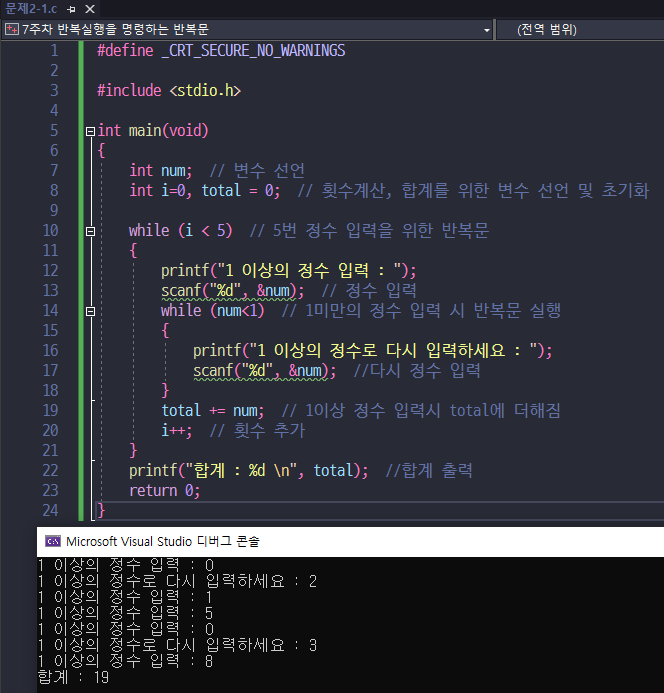 문제2-1.c
7주차 반복실행을 명령하는 반복문 (전역 범위)
1 #define _CRT_SECURE_NO_WARNINGS
2
3 #include <stdio.h>
4
5 int main(void)
6 {
7 int num; // 변수 선언
8 int i=0, total = 0; // 횟수계산, 합계를 위한 변수 선언 및 초기화
9
10 while (i < 5) // 5번 정수 입력을 위한 반복문
11 {
12 printf("1 이상의 정수 입력 : ");
13 scanf("%d", &num); // 정수 입력
14 while (num<1) // 1미만의 정수 입력 시 반복문 실행
15 {
16 printf("1 이상의 정수로 다시 입력하세요 : ");
17 scanf("%d", &num); //다시 정수 입력
18 }
19 total += num; // 1이상 정수 입력시 total에 더해짐
20 i++; // 횟수 추가
21 }
22 printf("합계 : %d \n", total); //합계 출력
23 return 0;
24 }
Microsoft Visual Studio 디버그 콘솔
1 이상의 정수 입력 : 0
1 이상의 정수로 다시 입력하세요 : 2
1 이상의 정수 입력 : 1
1 이상의 정수 입력 : 5
1 이상의 정수 입력 : 0
1 이상의 정수로 다시 입력하세요 : 3
1 이상의 정수 입력 : 8
합계 : 19